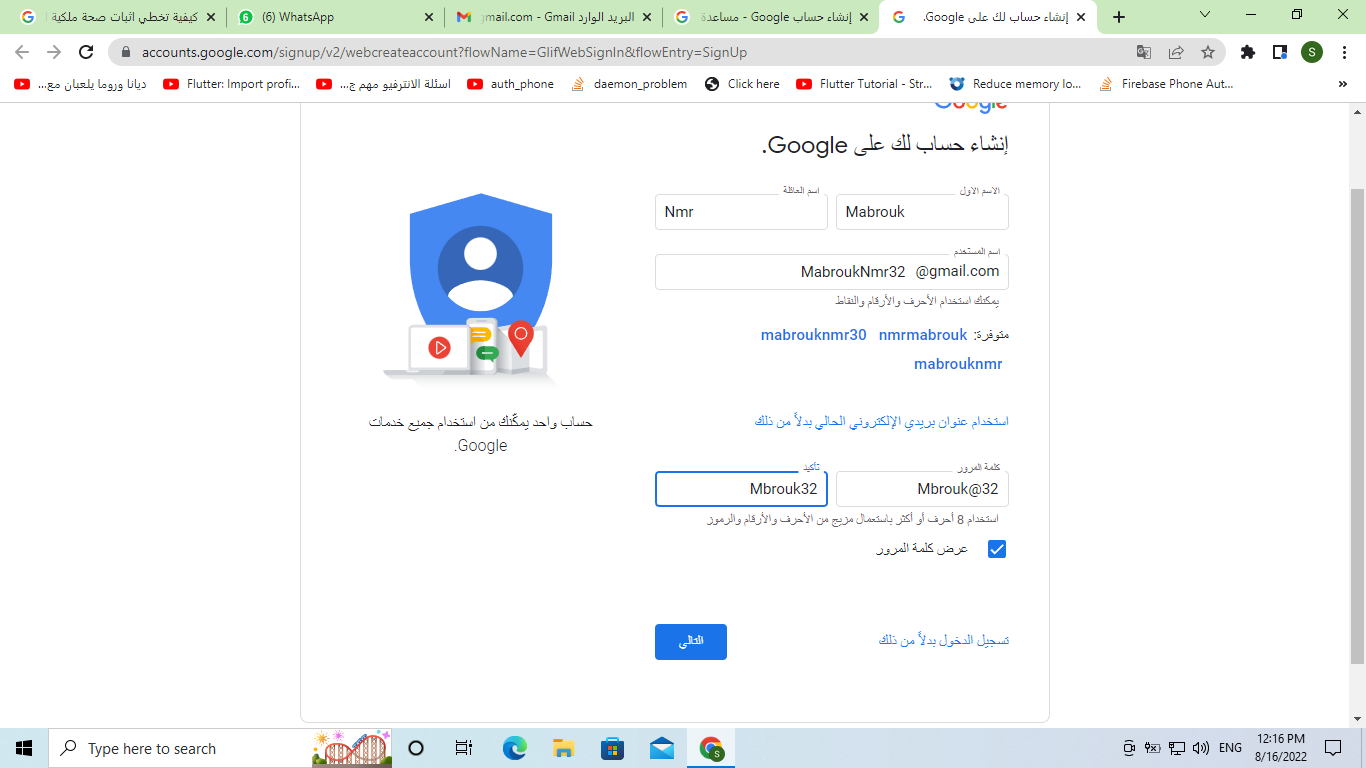 كيفية تخطي اثبات صحة ملكية ا
(6) WhatsApp
البريد الوارد - Gmail - mail.com
إنشاء حساب Google - مساعدة
إنشاء حساب لك على Google.
accounts.google.com/signup/v2/webcreateaccount?flowName=GlifWebSignIn&flowEntry=SignUp
S
ديانا وروما يلعبان مع...
Flutter: Import profi...
اسئلة الانترفيو مهم ج...
auth_phone
daemon_problem
Click here
Flutter Tutorial - Str...
Reduce memory lo...
Firebase Phone Aut...
»
Google
إنشاء حساب لك على Google.
الاسم الأول
اسم العائلة
Mabrouk
Nmr
اسم المستخدم
MabroukNmr32 @gmail.com
يمكنك استخدام الأحرف والأرقام والنقاط
متوفرة: nmrmabrouk mabrouknmr30
mabrouknmr
استخدام عنوان بريدي الإلكتروني الحالي بدلاً من ذلك
كلمة المرور
تأكيد
Mbrouk@32
Mbrouk32
استخدام 8 أحرف أو أكثر باستعمال مزيج من الأحرف والأرقام والرموز
عرض كلمة المرور
تسجيل الدخول بدلاً من ذلك
التالي
حساب واحد يمكّنك من استخدام جميع خدمات
Google.
Type here to search
S
ENG
12:16 PM
8/16/2022